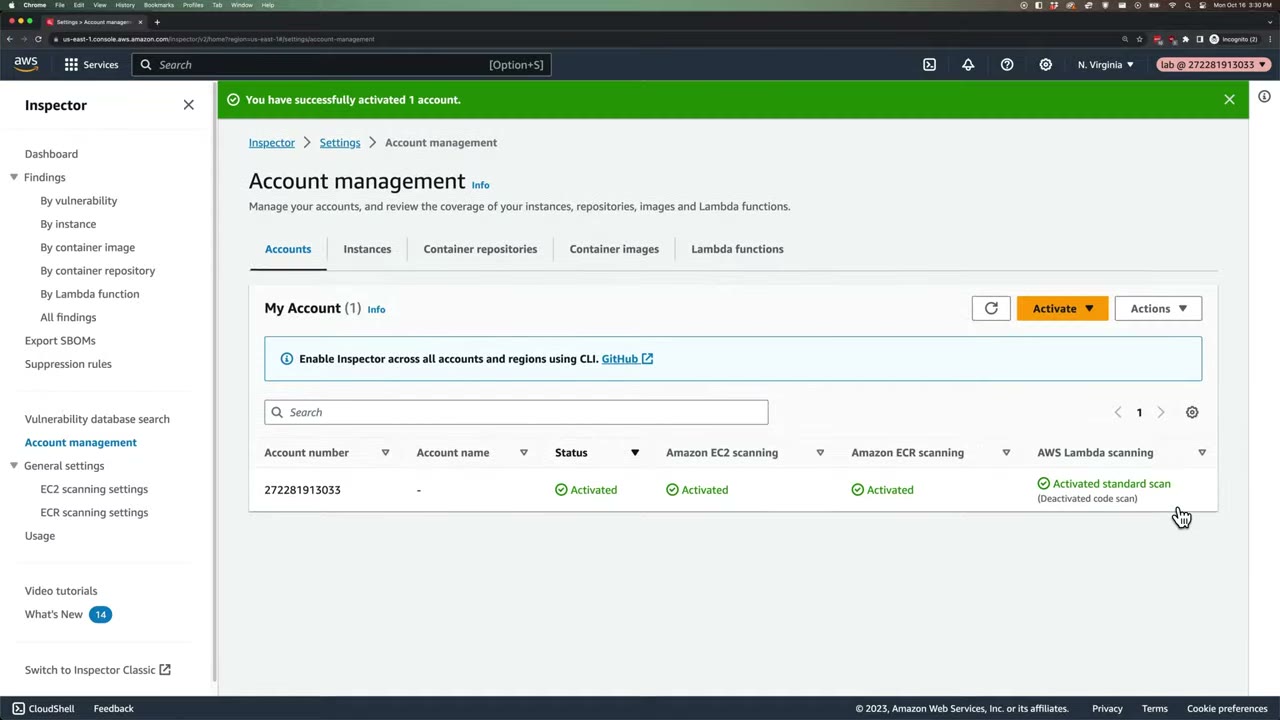 Chrome File Edit View History Bookmarks Profiles Tab Window Help
Mon Oct 16 3:30 PM
Settings > Account managem
us-east-1.console.aws.amazon.com/inspector/v2/home?region=us-east-1#/settings/account-management
Incognito (2)
aws
Services
Search
[Option+S]
N. Virginia
lab @ 272281913033
Inspector
Dashboard
Findings
By vulnerability
By instance
By container image
By container repository
By Lambda function
All findings
Export SBOMs
Suppression rules
Vulnerability database search
Account management
General settings
EC2 scanning settings
ECR scanning settings
Usage
Video tutorials
What's New 14
Switch to Inspector Classic
You have successfully activated 1 account.
Inspector > Settings > Account management
Account management Info
Manage your accounts, and review the coverage of your instances, repositories, images and Lambda functions.
Accounts Instances Container repositories Container images Lambda functions
My Account (1) Info
Activate
Actions
Enable Inspector across all accounts and regions using CLI. GitHub
Search
1
Account number Account name Status Amazon EC2 scanning Amazon ECR scanning AWS Lambda scanning
272281913033 - Activated Activated Activated Activated standard scan
(Deactivated code scan)
CloudShell Feedback
© 2023, Amazon Web Services, Inc. or its affiliates. Privacy Terms Cookie preferences